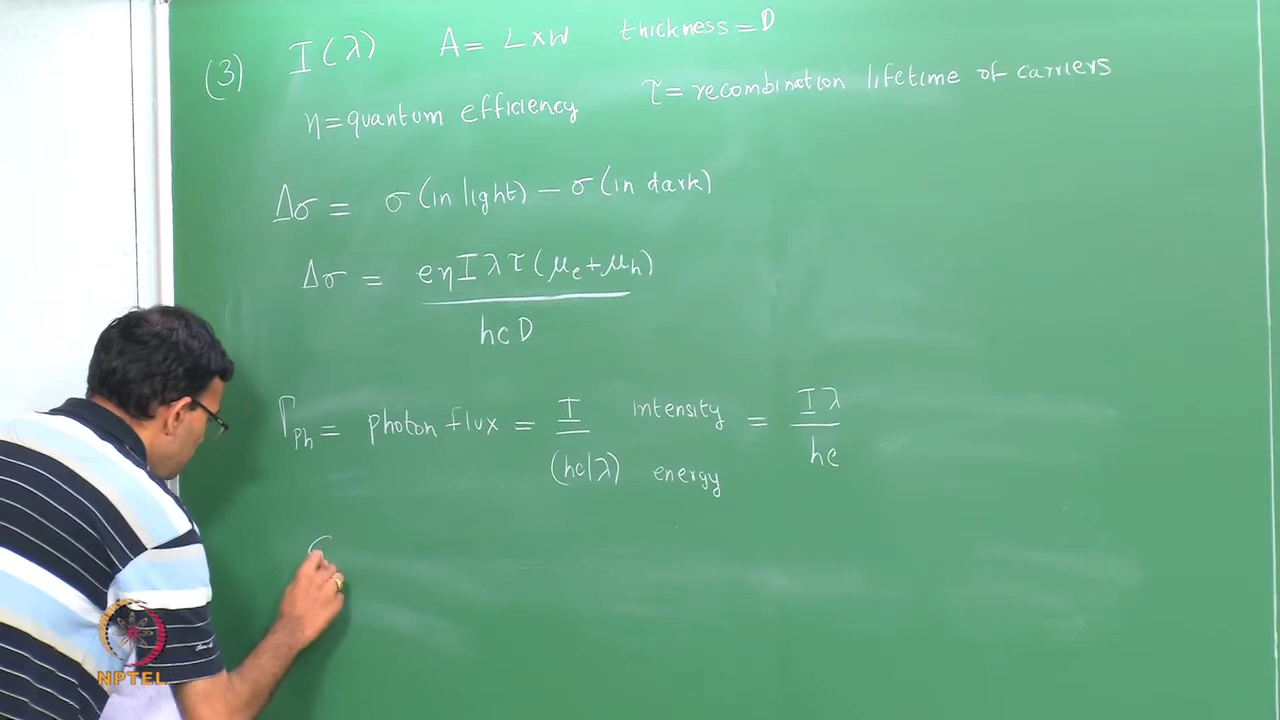 (3) I(λ) A = L×W thickness = D
η = quantum efficiency τ = recombination lifetime of carriers
Δσ = σ(in light) − σ(in dark)
Δσ = eηIλτ(μe+μh)
hcD
Γph = photon flux = I intensity = Iλ
(hc/λ) energy hc
NPTEL